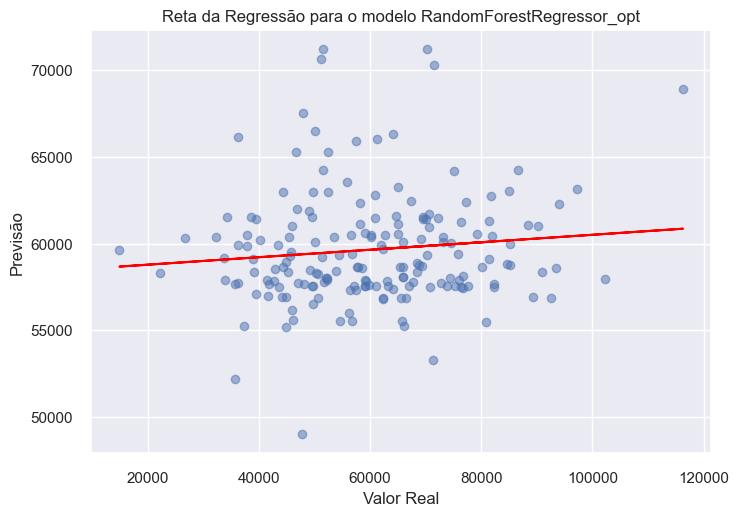 Reta da Regressão para o modelo RandomForestRegressor_opt
Previsão
70000
65000
60000
55000
50000
20000 40000 60000 80000 100000 120000
Valor Real